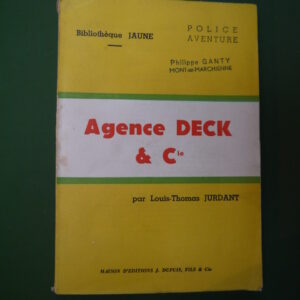 Bibliothèque JAUNE
POLICE
AVENTURE
Philippe GANTY
MONT-sur-MARCHIENNE
Agence DECK
& Cie
par Louis-Thomas JURDANT
MAISON D'EDITIONS J. DUPUIS, FILS & Cie